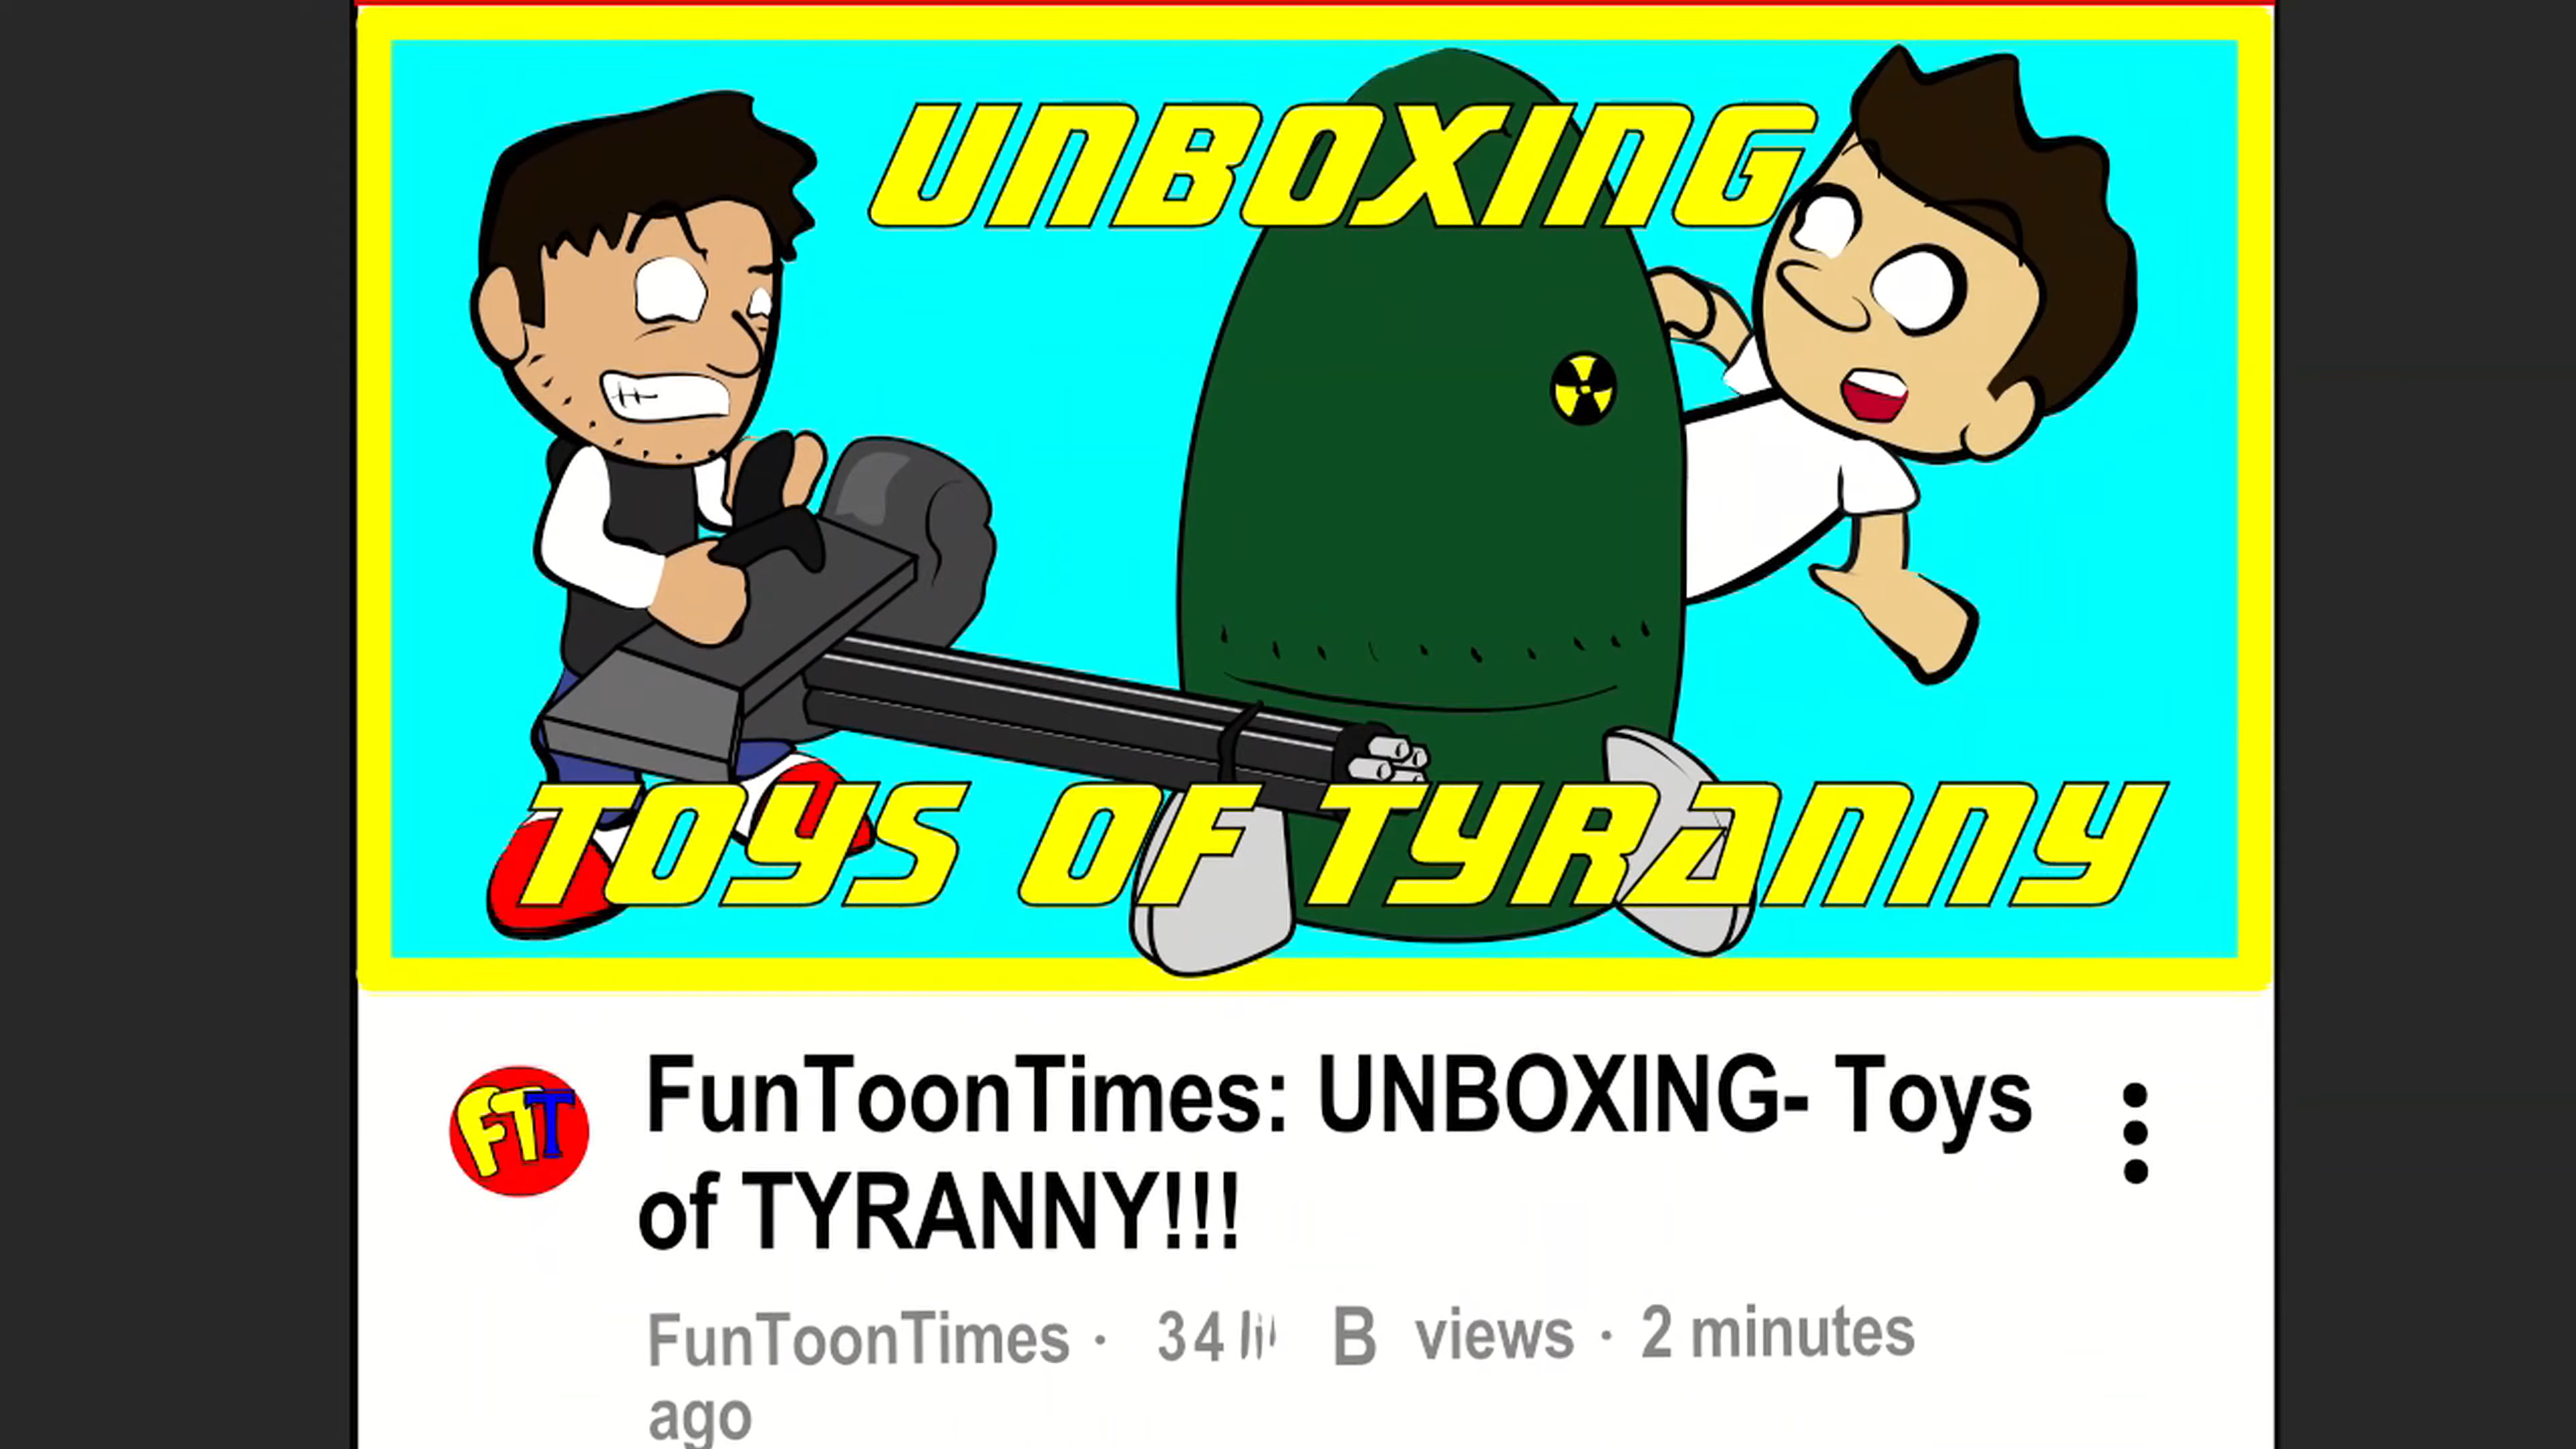 UNBOXING
TOYS OF TYRANNY
FTT
FunToonTimes: UNBOXING- Toys
of TYRANNY!!!
FunToonTimes · 34 B views · 2 minutes
ago